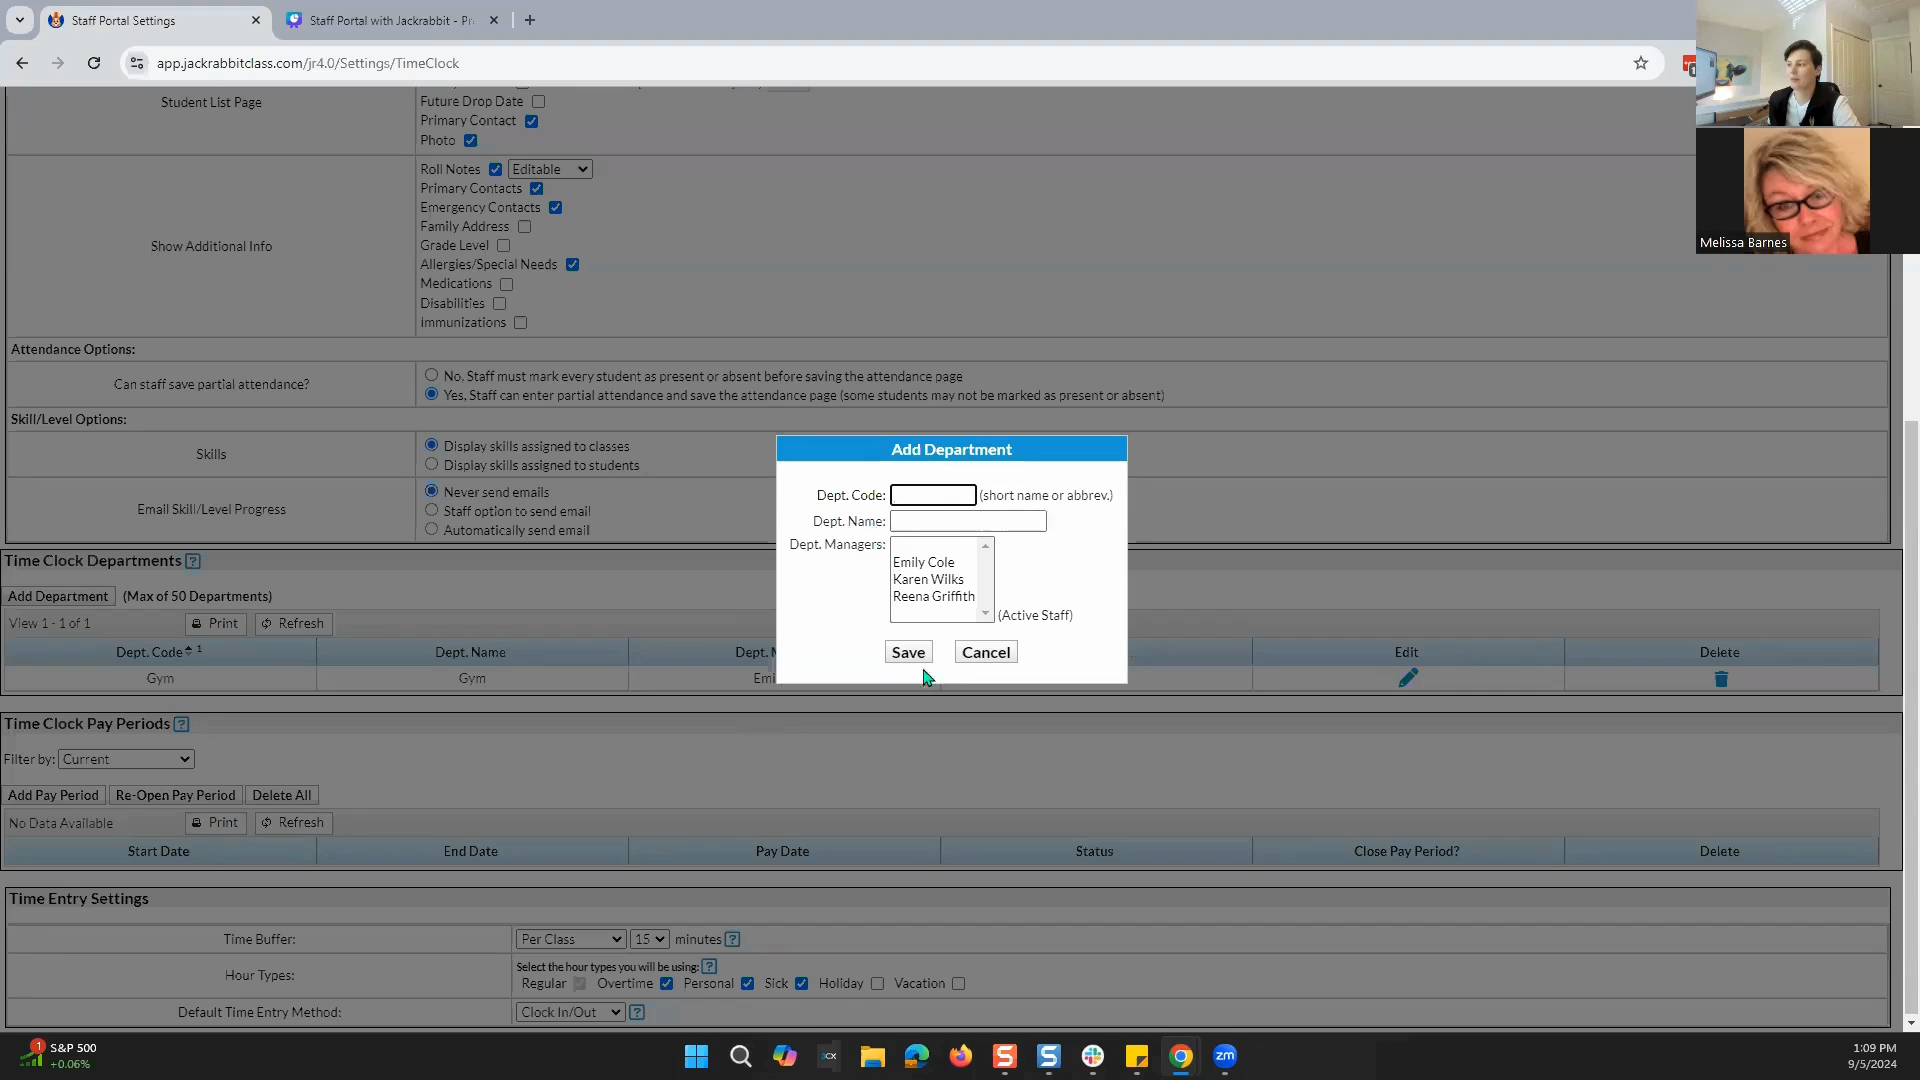 Staff Portal Settings
Staff Portal with Jackrabbit - Pr
app.jackrabbitclass.com/jr4.0/Settings/TimeClock
Student List Page
Future Drop Date
Primary Contact
Photo
Show Additional Info
Roll Notes Editable
Primary Contacts
Emergency Contacts
Family Address
Grade Level
Allergies/Special Needs
Medications
Disabilities
Immunizations
Melissa Barnes
Attendance Options:
Can staff save partial attendance?
No, Staff must mark every student as present or absent before saving the attendance page
Yes, Staff can enter partial attendance and save the attendance page (some students may not be marked as present or absent)
Skill/Level Options:
Skills
Display skills assigned to classes
Display skills assigned to students
Email Skill/Level Progress
Never send emails
Staff option to send email
Automatically send email
Add Department
Dept. Code: (short name or abbrev.)
Dept. Name:
Dept. Managers:
Emily Cole
Karen Wilks
Reena Griffith
(Active Staff)
Save Cancel
Time Clock Departments ?
Add Department (Max of 50 Departments)
View 1 - 1 of 1 Print Refresh
Dept. Code 1 Dept. Name Dept. M Edit Delete
Gym Gym Emi
Time Clock Pay Periods ?
Filter by: Current
Add Pay Period Re-Open Pay Period Delete All
No Data Available Print Refresh
Start Date End Date Pay Date Status Close Pay Period? Delete
Time Entry Settings
Time Buffer: Per Class 15 minutes ?
Hour Types:
Select the hour types you will be using: ?
Regular Overtime Personal Sick Holiday Vacation
Default Time Entry Method: Clock In/Out ?
1 S&P 500
+0.06%
zm
1:09 PM
9/5/2024